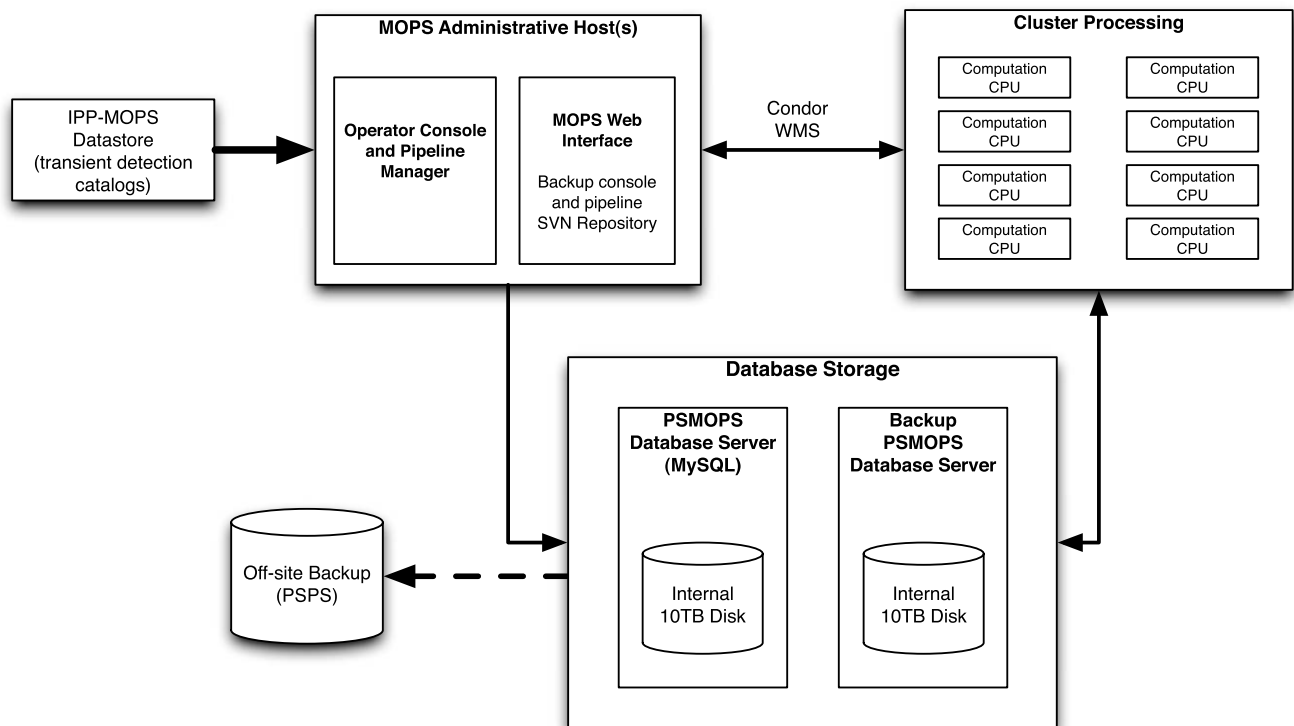 MOPS Administrative Host(s)
Cluster Processing
IPP-MOPS
Datastore
(transient detection
catalogs)
Operator Console
and Pipeline
Manager
MOPS Web
Interface
Backup console
and pipeline
SVN Repository
Condor
WMS
Computation
CPU
Computation
CPU
Computation
CPU
Computation
CPU
Computation
CPU
Computation
CPU
Computation
CPU
Computation
CPU
Database Storage
PSMOPS
Database Server
(MySQL)
Internal
10TB Disk
Backup
PSMOPS
Database Server
Internal
10TB Disk
Off-site Backup
(PSPS)